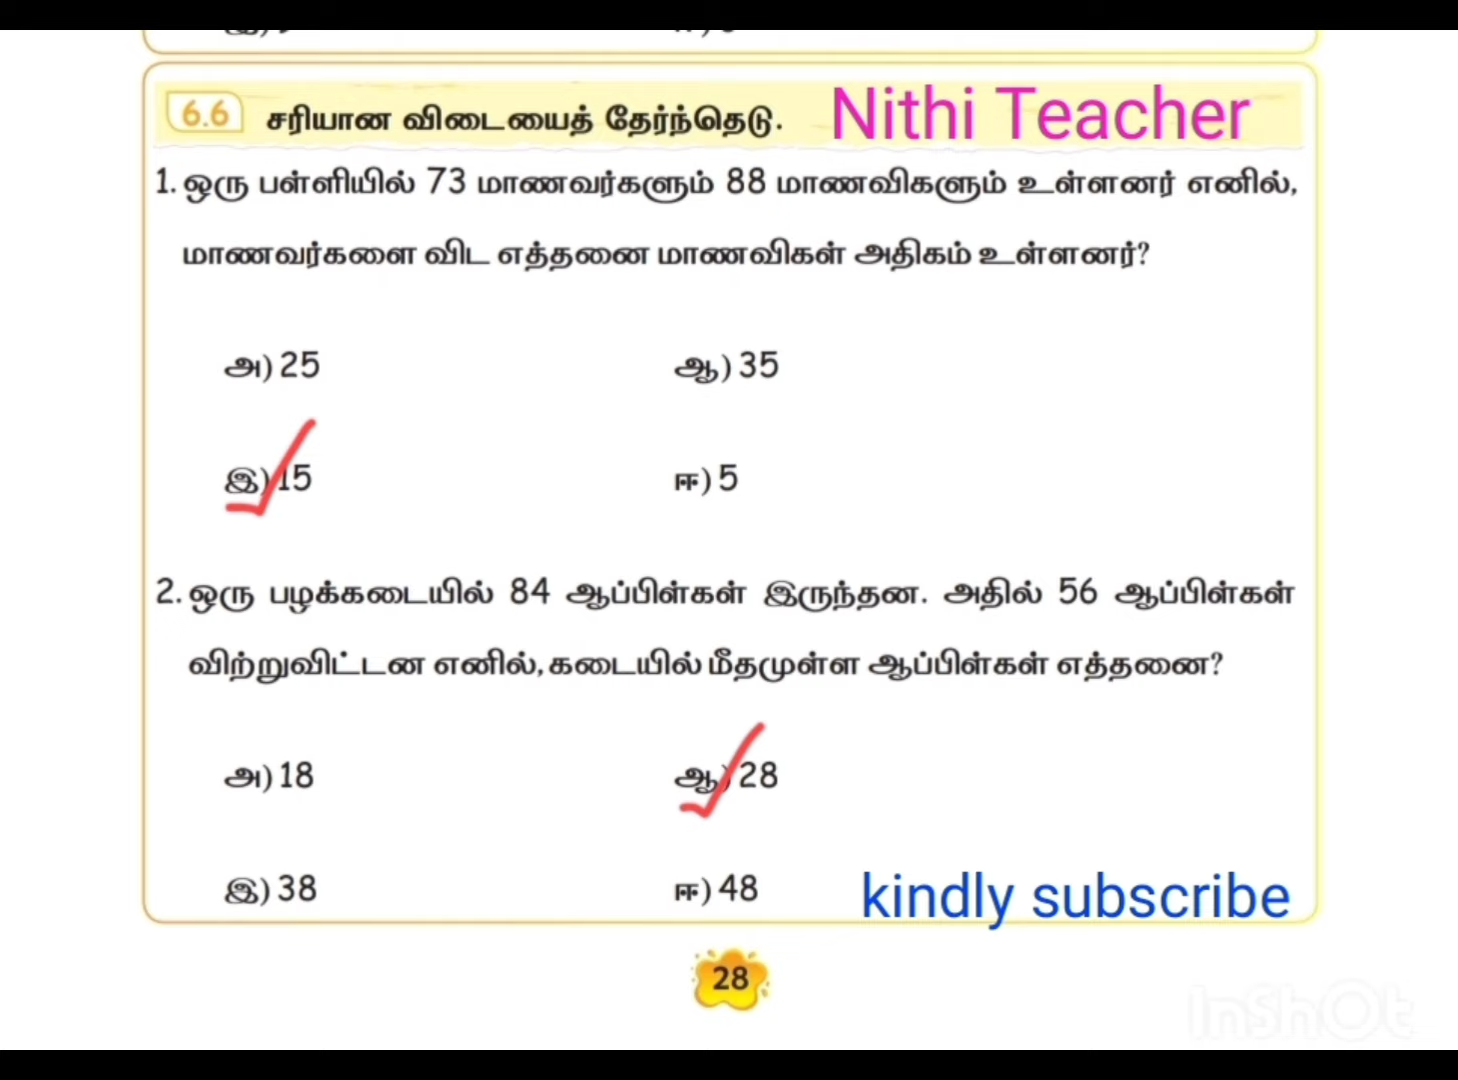 6.6 சரியான விடையைத் தேர்ந்தெடு. Nithi Teacher
1. ஒரு பள்ளியில் 73 மாணவர்களும் 88 மாணவிகளும் உள்ளனர் எனில்,
மாணவர்களை விட எத்தனை மாணவிகள் அதிகம் உள்ளனர்?
அ) 25 ஆ) 35
இ) 15 ஈ) 5
2. ஒரு பழக்கடையில் 84 ஆப்பிள்கள் இருந்தன. அதில் 56 ஆப்பிள்கள்
விற்றுவிட்டன எனில், கடையில் மீதமுள்ள ஆப்பிள்கள் எத்தனை?
அ) 18 ஆ) 28
இ) 38 ஈ) 48 kindly subscribe
28
InShOt